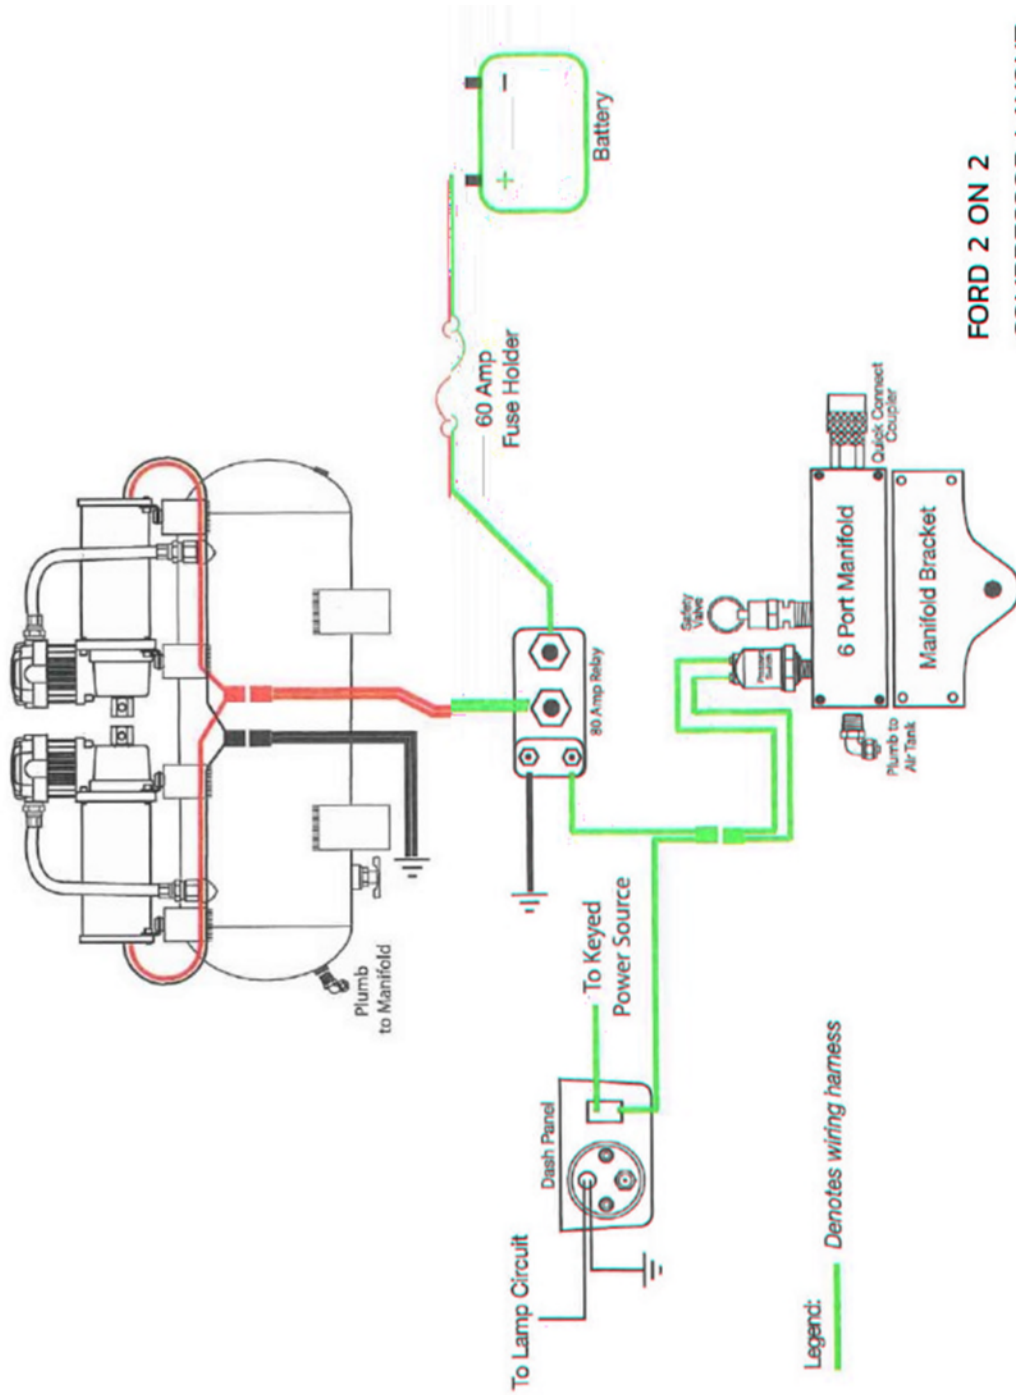 Battery
+
-
60 Amp
Fuse Holder
80 Amp Relay
Plumb
to Manifold
Safety
Valve
Pressure
Switch
6 Port Manifold
Quick Connect
Coupler
Manifold Bracket
Plumb to
Air Tank
To Keyed
Power Source
Dash Panel
To Lamp Circuit
Legend:
Denotes wiring harness
FORD 2 ON 2